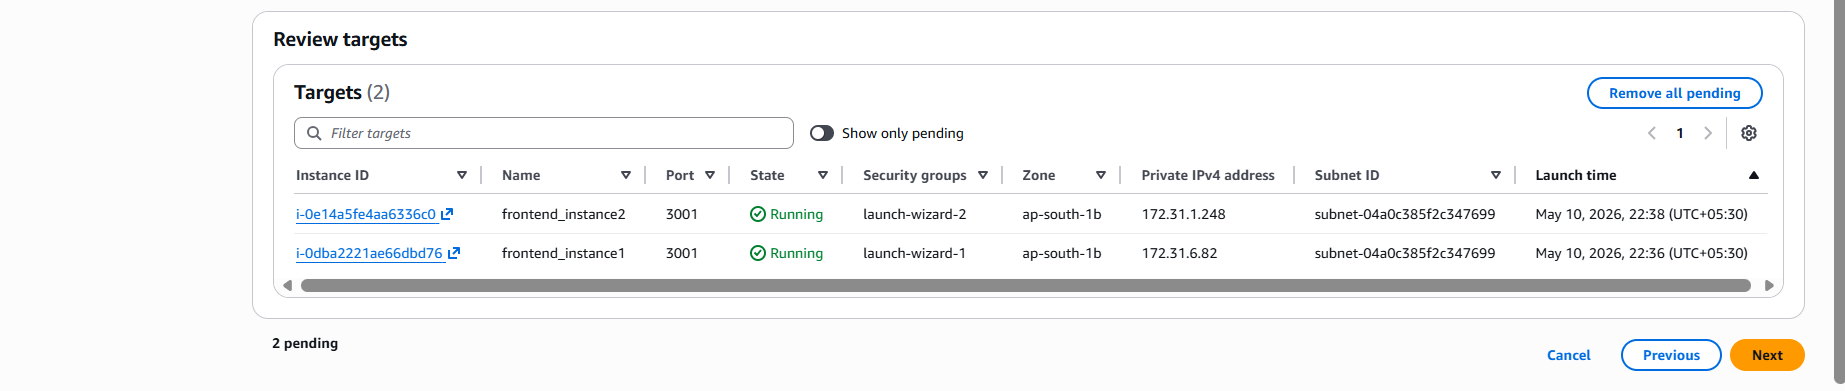 Review targets
Targets (2)
Remove all pending
Filter targets
Show only pending
1
Instance ID Name Port State Security groups Zone Private IPv4 address Subnet ID Launch time
i-0e14a5fe4aa6336c0 frontend_instance2 3001 Running launch-wizard-2 ap-south-1b 172.31.1.248 subnet-04a0c385f2c347699 May 10, 2026, 22:38 (UTC+05:30)
i-0dba2221ae66dbd76 frontend_instance1 3001 Running launch-wizard-1 ap-south-1b 172.31.6.82 subnet-04a0c385f2c347699 May 10, 2026, 22:36 (UTC+05:30)
2 pending
Cancel Previous Next